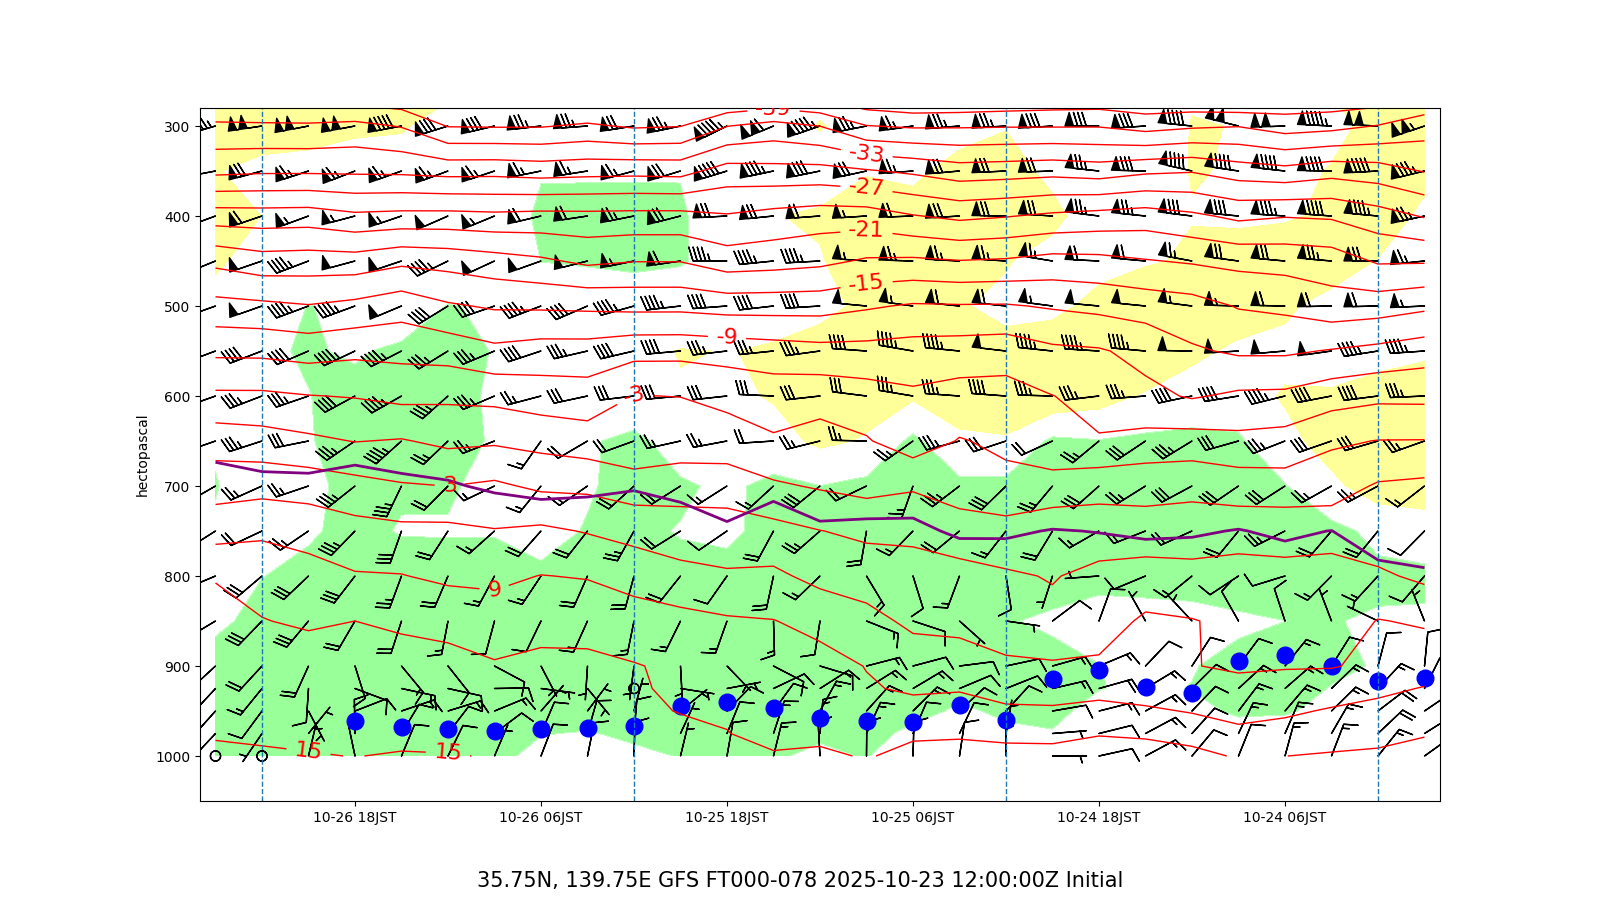 -39
300
-33
-27
400
-21
-15
500
-9
-3
600
3
700
800
9
900
15
15
1000
hectopascal
10-26 18JST
10-26 06JST
10-25 18JST
10-25 06JST
10-24 18JST
10-24 06JST
35.75N, 139.75E GFS FT000-078 2025-10-23 12:00:00Z Initial